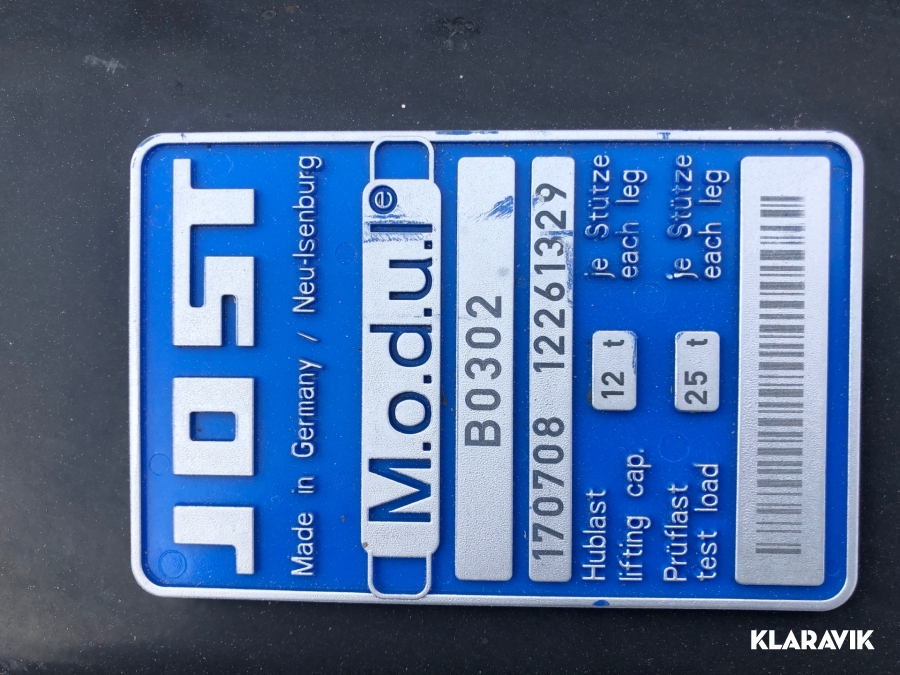 JOST
Made in Germany / Neu-Isenburg
M.o.d.u.l e
B0302
170708 12261329
Hublast 12 t je Stütze
lifting cap. each leg
Prüflast 25 t je Stütze
test load each leg
KLARAVIK